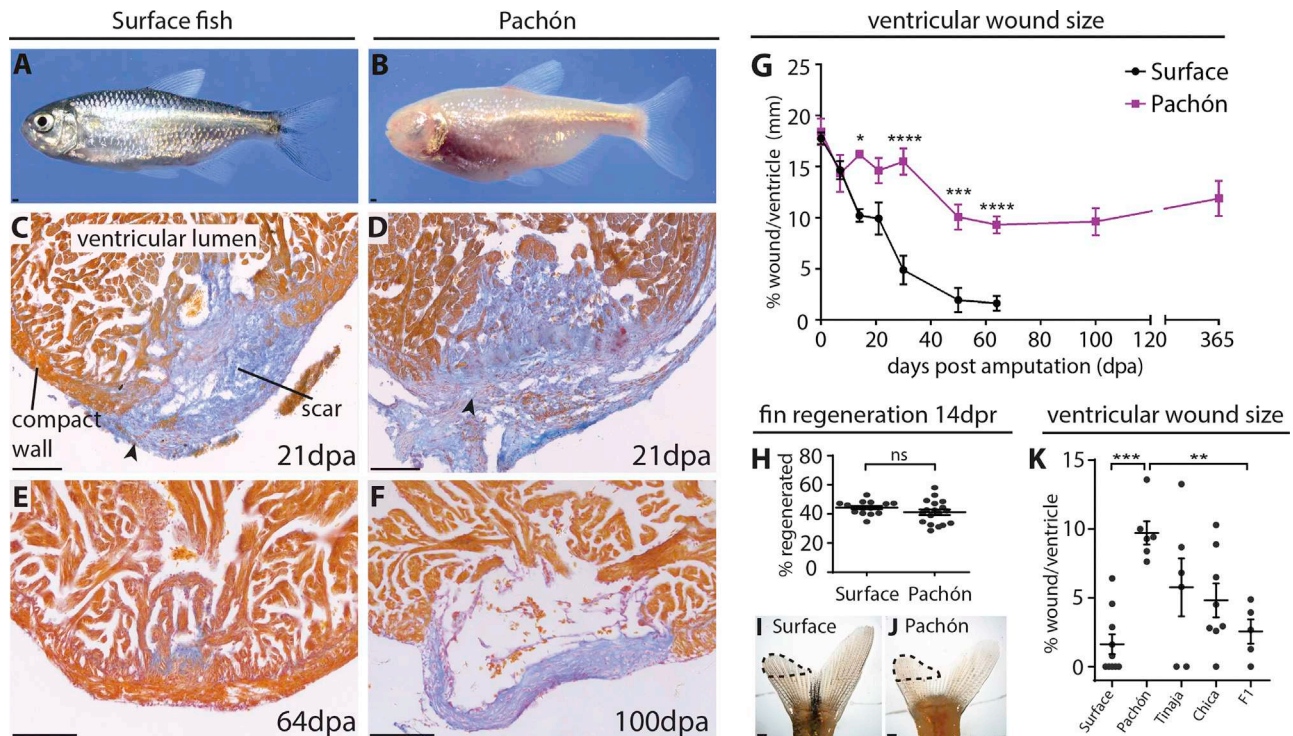 Surface fish
Pachón
ventricular wound size
A
B
G
25
20
15
10
5
0
% wound/ventricle (mm)
Surface
Pachón
*
****
***
****
0
20
40
60
80
100
120
365
days post amputation (dpa)
C
ventricular lumen
compact
wall
scar
21dpa
D
21dpa
E
64dpa
F
100dpa
fin regeneration 14dpr
H
ns
80
60
40
20
0
% regenerated
Surface
Pachón
I Surface
J Pachón
ventricular wound size
K
***
**
15
10
5
0
% wound/ventricle
Surface
Pachón
Tinaja
Chica
F1